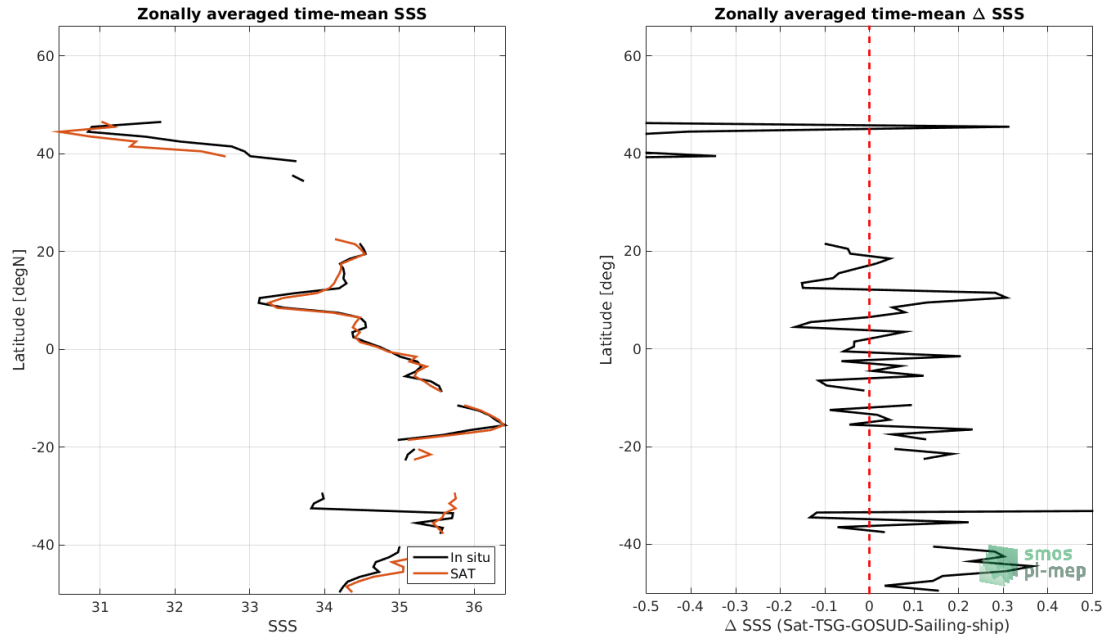 Zonally averaged time-mean SSS
60
40
20
0
-20
-40
Latitude [degN]
31
32
33
34
35
36
SSS
In situ
SAT
Zonally averaged time-mean Δ SSS
60
40
20
0
-20
-40
Latitude [deg]
-0.5
-0.4
-0.3
-0.2
-0.1
0
0.1
0.2
0.3
0.4
0.5
Δ SSS (Sat-TSG-GOSUD-Sailing-ship)
smos
pi-mep